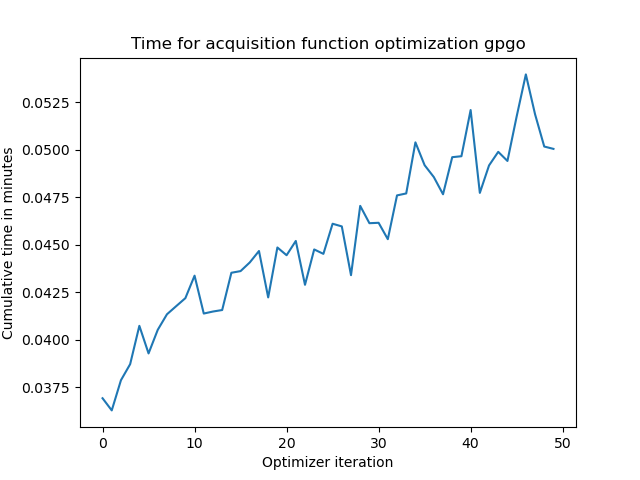 Time for acquisition function optimization gpgo
Cumulative time in minutes
0.0525
0.0500
0.0475
0.0450
0.0425
0.0400
0.0375
0 10 20 30 40 50
Optimizer iteration